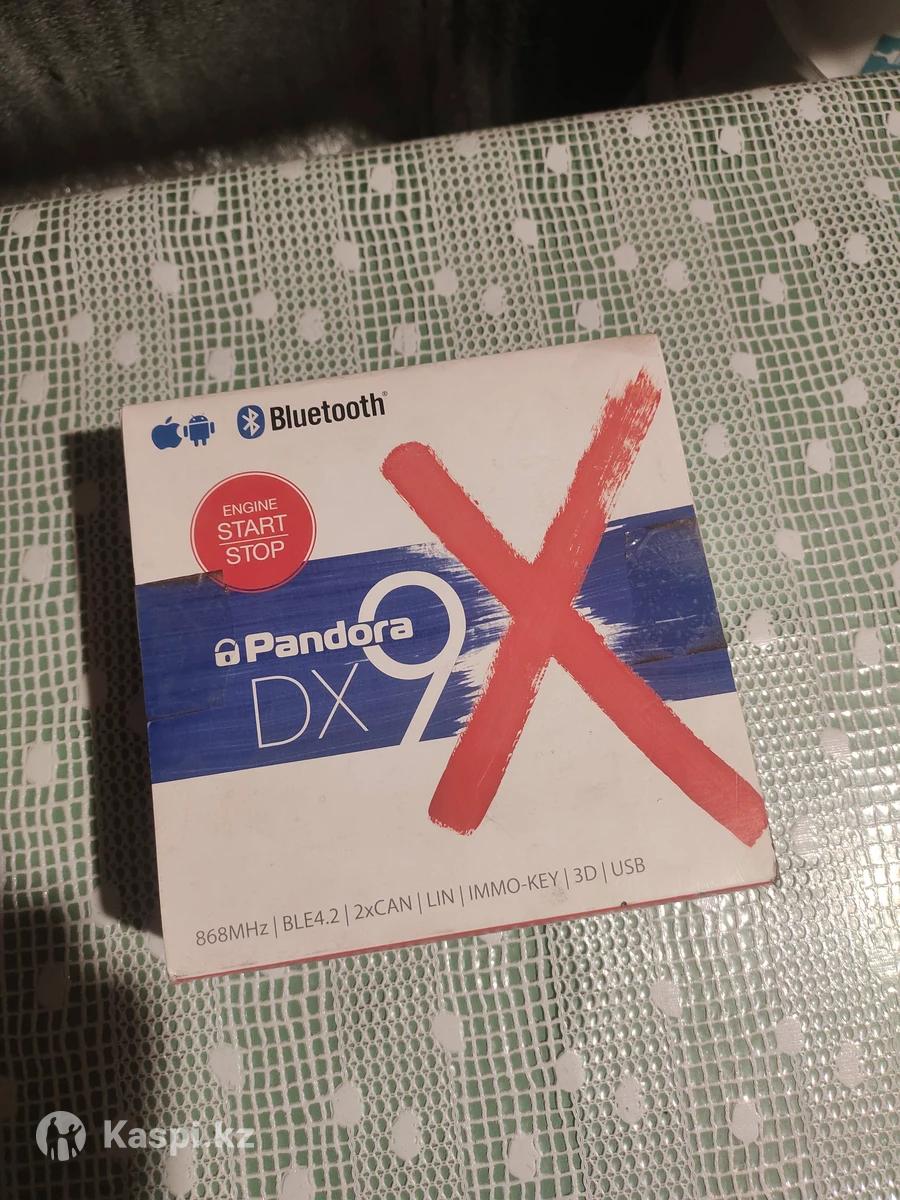 Bluetooth®
ENGINE
START
STOP
Pandora
DX9X
868MHz | BLE4.2 | 2xCAN | LIN | IMMO-KEY | 3D | USB
Kaspi.kz